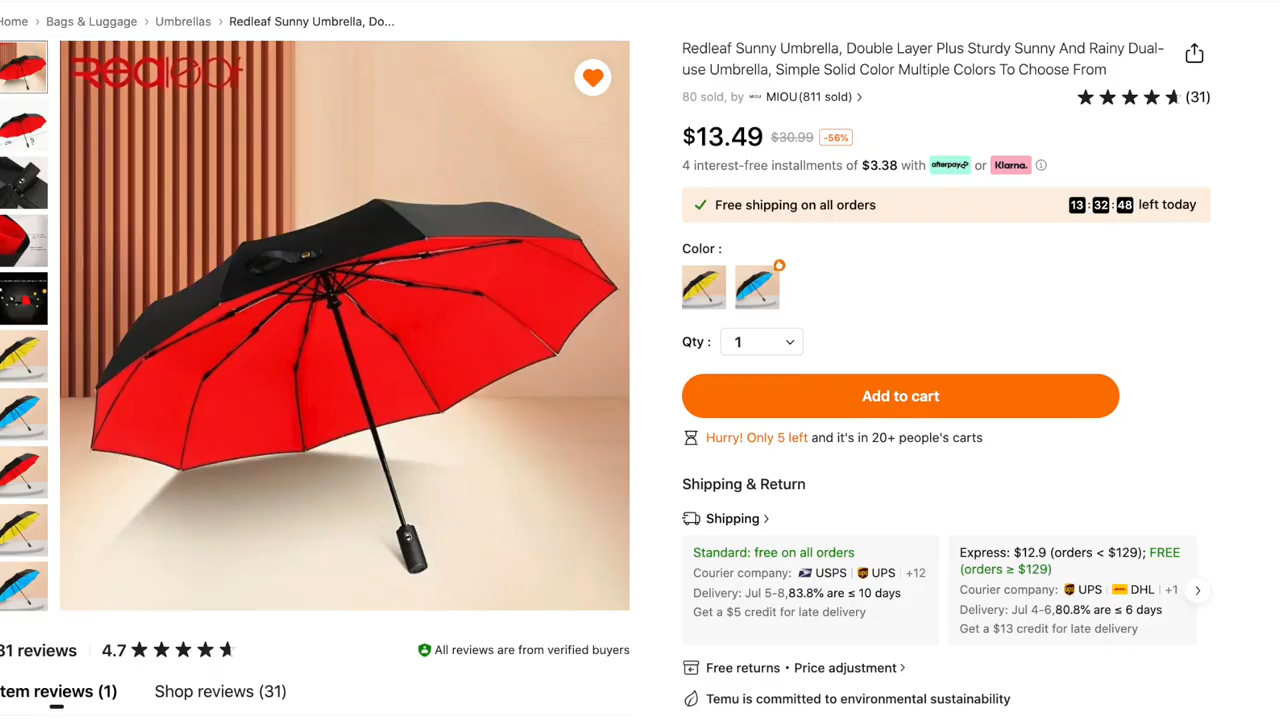 Home > Bags & Luggage > Umbrellas > Redleaf Sunny Umbrella, Do...
Redleaf
Redleaf Sunny Umbrella, Double Layer Plus Sturdy Sunny And Rainy Dual-
use Umbrella, Simple Solid Color Multiple Colors To Choose From
80 sold, by MIOU MIOU(811 sold) >
(31)
$13.49 $30.99 -56%
4 interest-free installments of $3.38 with afterpay or Klarna.
Free shipping on all orders
13:32:48 left today
Color :
Qty : 1
Add to cart
Hurry! Only 5 left and it's in 20+ people's carts
Shipping & Return
Shipping >
Standard: free on all orders
Courier company: USPS | UPS | +12
Delivery: Jul 5-8,83.8% are ≤ 10 days
Get a $5 credit for late delivery
Express: $12.9 (orders < $129); FREE
(orders ≥ $129)
Courier company: UPS | DHL | +1
Delivery: Jul 4-6,80.8% are ≤ 6 days
Get a $13 credit for late delivery
Free returns • Price adjustment >
Temu is committed to environmental sustainability
31 reviews 4.7
All reviews are from verified buyers
Item reviews (1) Shop reviews (31)